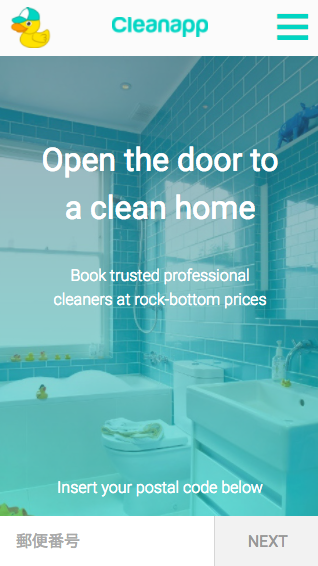 Cleanapp
Open the door to
a clean home
Book trusted professional
cleaners at rock-bottom prices
Insert your postal code below
郵便番号
NEXT